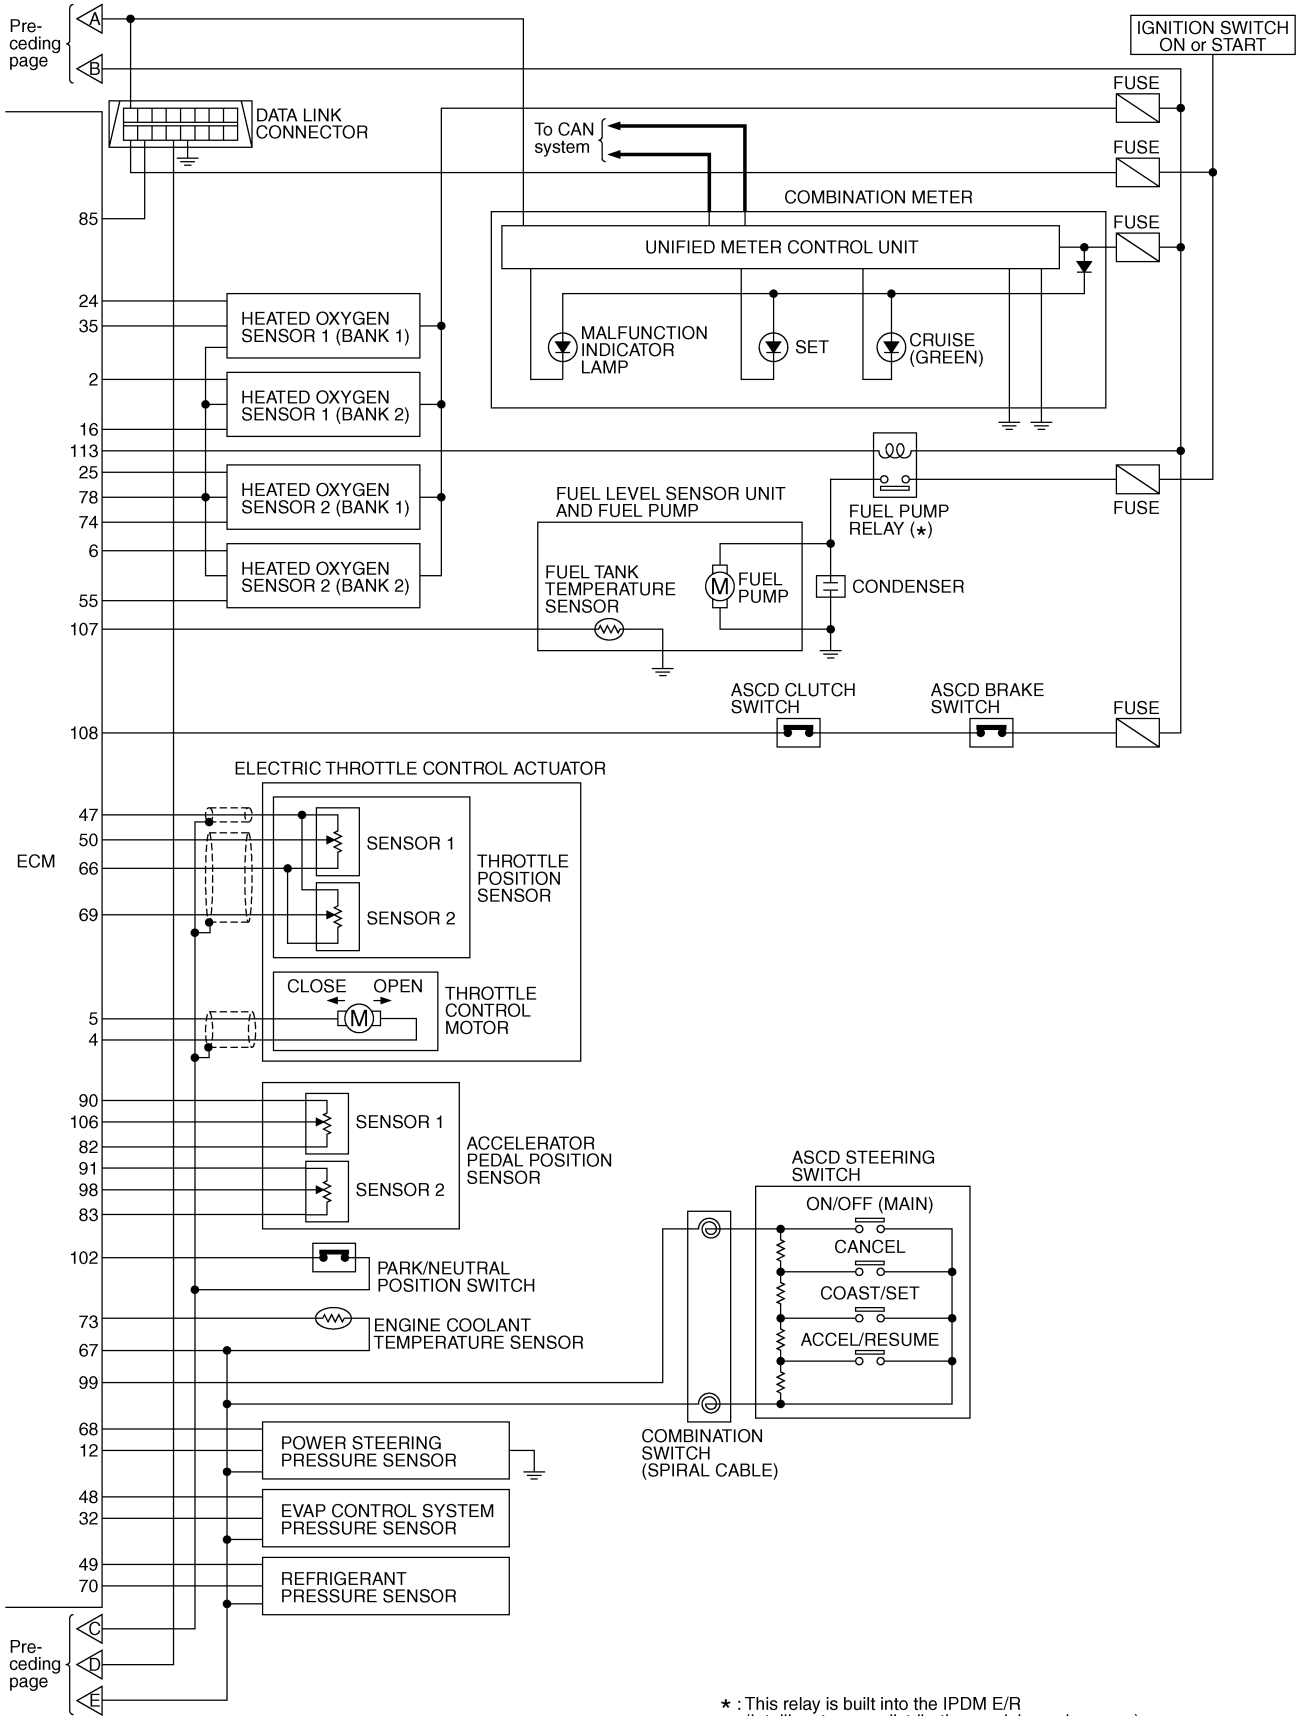 Pre-
ceding
page
A
B
IGNITION SWITCH
ON or START
FUSE
DATA LINK
CONNECTOR
To CAN
system
FUSE
85
COMBINATION METER
FUSE
UNIFIED METER CONTROL UNIT
24
35
HEATED OXYGEN
SENSOR 1 (BANK 1)
MALFUNCTION
INDICATOR
LAMP
SET
CRUISE
(GREEN)
2
16
HEATED OXYGEN
SENSOR 1 (BANK 2)
113
25
78
74
HEATED OXYGEN
SENSOR 2 (BANK 1)
FUEL LEVEL SENSOR UNIT
AND FUEL PUMP
FUEL PUMP
RELAY (*)
FUSE
6
55
HEATED OXYGEN
SENSOR 2 (BANK 2)
FUEL TANK
TEMPERATURE
SENSOR
M
FUEL
PUMP
CONDENSER
107
ASCD CLUTCH
SWITCH
ASCD BRAKE
SWITCH
FUSE
108
ELECTRIC THROTTLE CONTROL ACTUATOR
47
50
66
69
ECM
SENSOR 1
SENSOR 2
THROTTLE
POSITION
SENSOR
CLOSE
OPEN
M
THROTTLE
CONTROL
MOTOR
5
4
90
106
82
91
98
83
SENSOR 1
SENSOR 2
ACCELERATOR
PEDAL POSITION
SENSOR
ASCD STEERING
SWITCH
ON/OFF (MAIN)
CANCEL
COAST/SET
ACCEL/RESUME
102
PARK/NEUTRAL
POSITION SWITCH
73
67
ENGINE COOLANT
TEMPERATURE SENSOR
99
COMBINATION
SWITCH
(SPIRAL CABLE)
68
12
POWER STEERING
PRESSURE SENSOR
48
32
EVAP CONTROL SYSTEM
PRESSURE SENSOR
49
70
REFRIGERANT
PRESSURE SENSOR
Pre-
ceding
page
C
D
E
* : This relay is built into the IPDM E/R